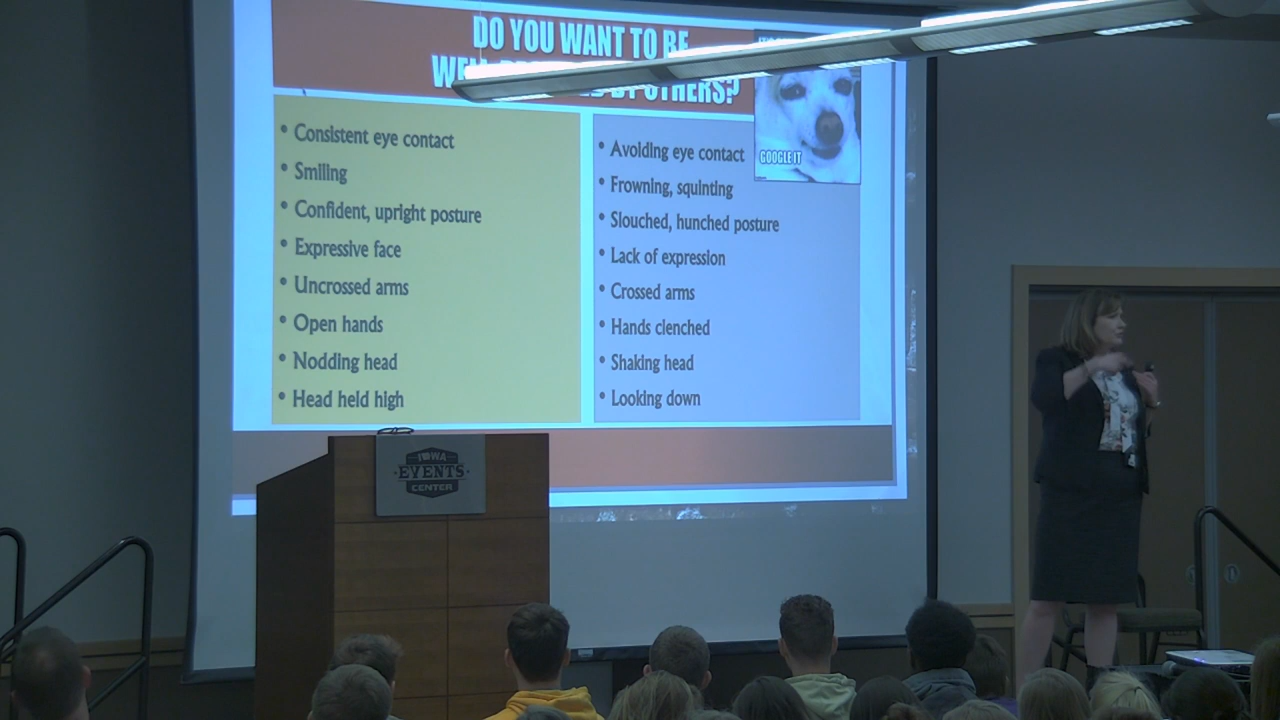 DO YOU WANT TO BE
OTHERS?
• Consistent eye contact
• Smiling
• Confident, upright posture
• Expressive face
• Uncrossed arms
• Open hands
• Nodding head
• Head held high
• Avoiding eye contact
• Frowning, squinting
• Slouched, hunched posture
• Lack of expression
• Crossed arms
• Hands clenched
• Shaking head
• Looking down
GOOGLE IT
IOWA
EVENTS
CENTER